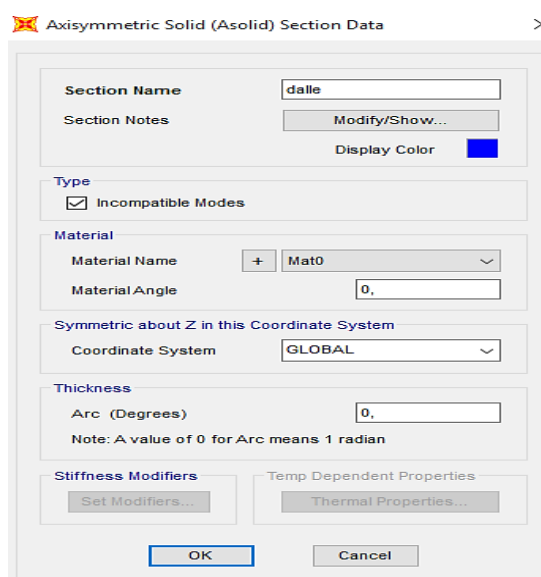 Axisymmetric Solid (Asolid) Section Data
Section Name dalle
Section Notes Modify/Show...
Display Color
Type
Incompatible Modes
Material
Material Name + Mat0
Material Angle 0,
Symmetric about Z in this Coordinate System
Coordinate System GLOBAL
Thickness
Arc (Degrees) 0,
Note: A value of 0 for Arc means 1 radian
Stiffness Modifiers Temp Dependent Properties
Set Modifiers... Thermal Properties...
OK Cancel